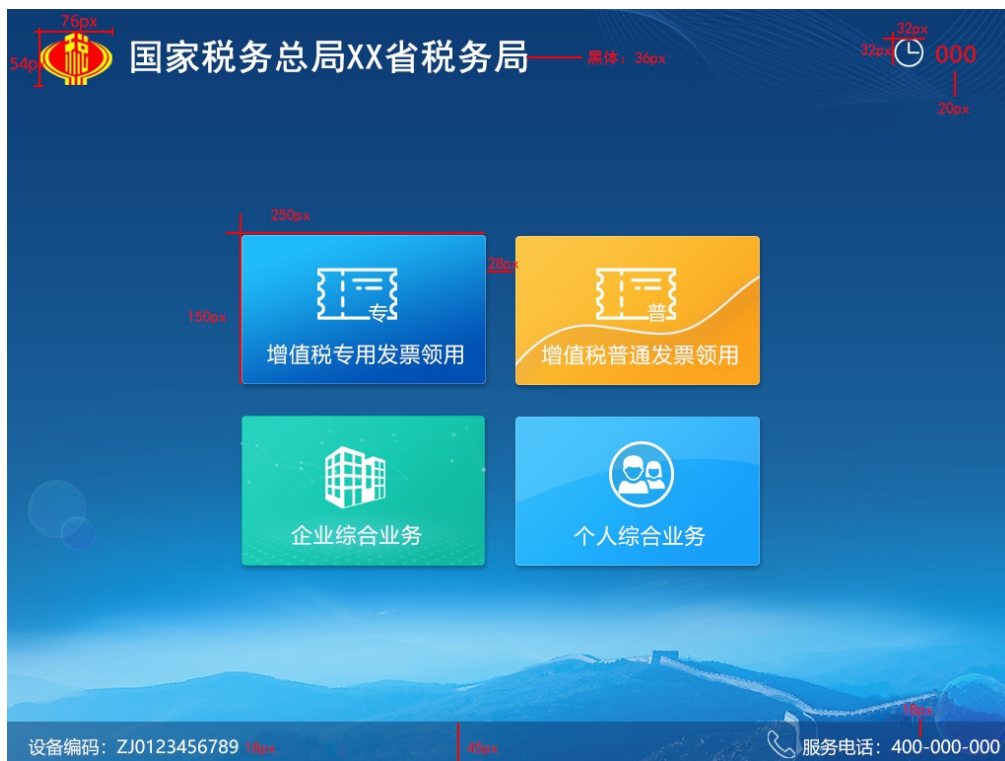 76px
54p
税
国家税务总局XX省税务局
黑体：36px
32px
32px
000
20px
250px
28px
150px
专
增值税专用发票领用
普
增值税普通发票领用
企业综合业务
个人综合业务
18px
设备编码：ZJ0123456789
18px
45px
服务电话：400-000-000